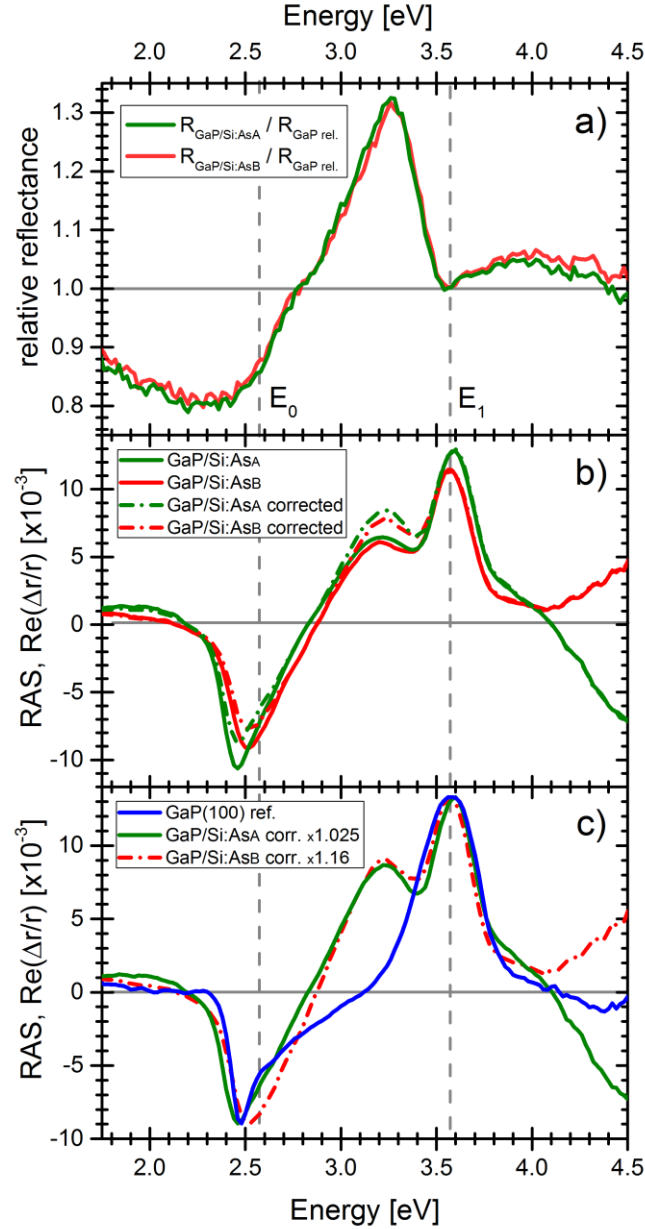 Energy [eV]
2.0 2.5 3.0 3.5 4.0 4.5
relative reflectance
1.3
1.2
1.1
1.0
0.9
0.8
R GaP/Si:AsA / R GaP rel.
R GaP/Si:AsB / R GaP rel.
a)
E0 E1
RAS, Re(Δr/r) [x10-3]
10
5
0
-5
-10
GaP/Si:AsA
GaP/Si:AsB
GaP/Si:AsA corrected
GaP/Si:AsB corrected
b)
RAS, Re(Δr/r) [x10-3]
10
5
0
-5
-10
GaP(100) ref.
GaP/Si:AsA corr. x1.025
GaP/Si:AsB corr. x1.16
c)
2.0 2.5 3.0 3.5 4.0 4.5
Energy [eV]